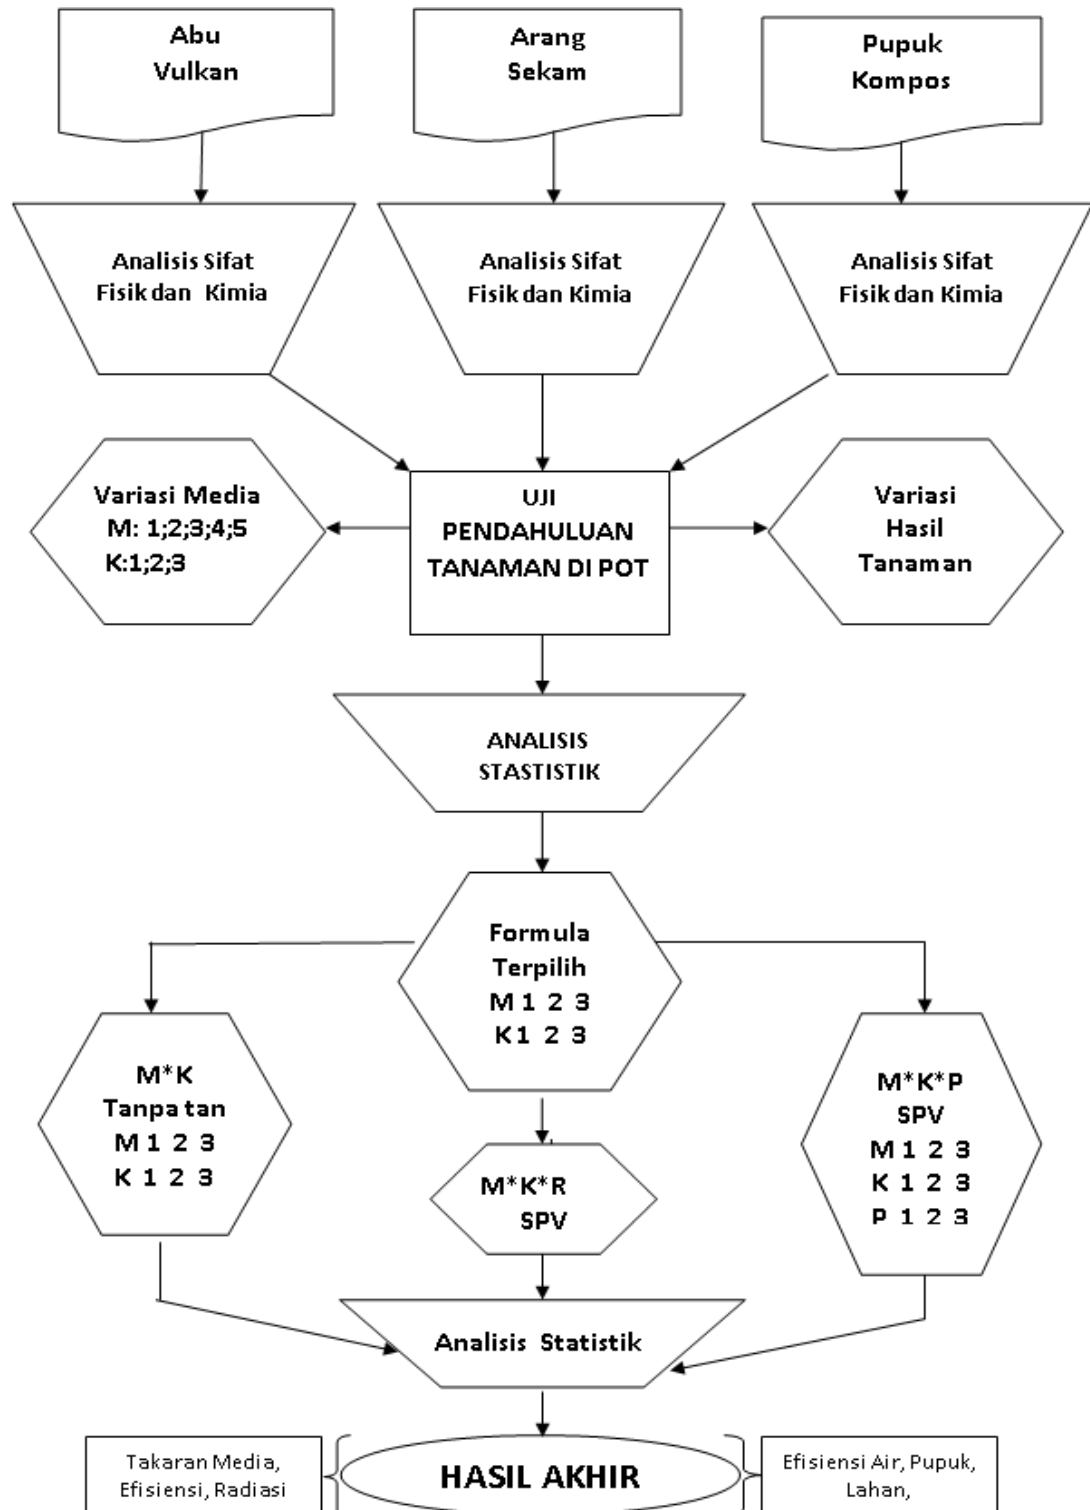 Abu
Vulkan
Arang
Sekam
Pupuk
Kompos
Analisis Sifat
Fisik dan Kimia
Analisis Sifat
Fisik dan Kimia
Analisis Sifat
Fisik dan Kimia
Variasi Media
M: 1;2;3;4;5
K:1;2;3
UJI
PENDAHULUAN
TANAMAN DI POT
Variasi
Hasil
Tanaman
ANALISIS
STASTISTIK
Formula
Terpilih
M 1 2 3
K 1 2 3
M*K
Tanpa tan
M 1 2 3
K 1 2 3
M*K*R
SPV
M*K*P
SPV
M 1 2 3
K 1 2 3
P 1 2 3
Analisis Statistik
Takaran Media,
Efisiensi, Radiasi
HASIL AKHIR
Efisiensi Air, Pupuk,
Lahan,